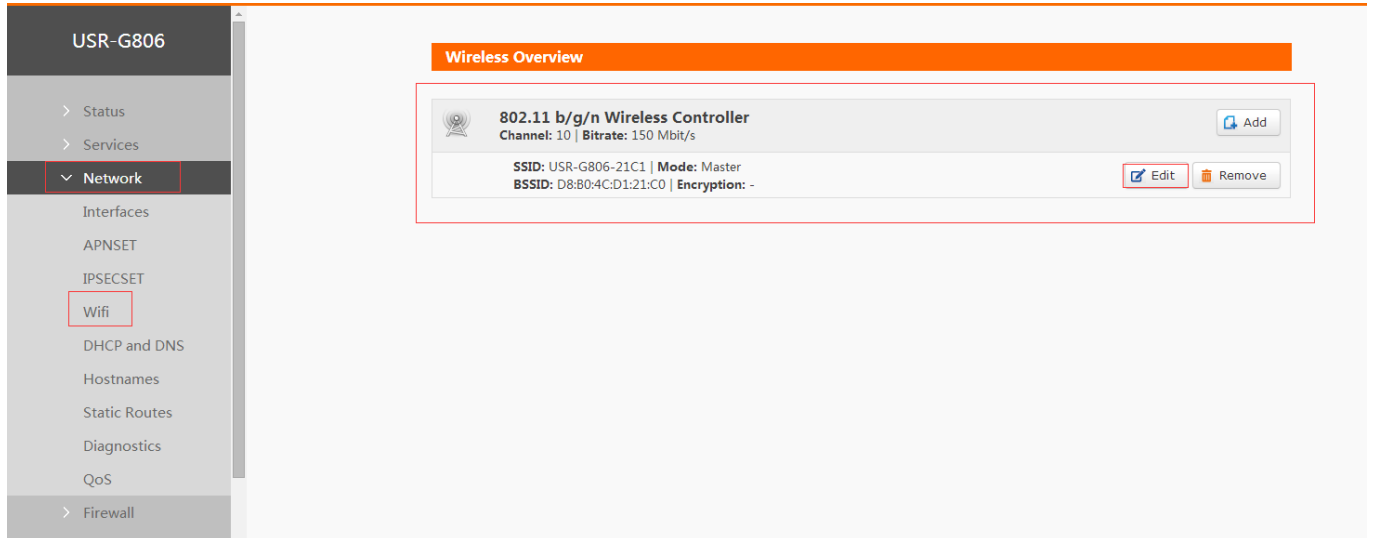 USR-G806
Status
Services
Network
Interfaces
APNSET
IPSECSET
Wifi
DHCP and DNS
Hostnames
Static Routes
Diagnostics
QoS
Firewall
Wireless Overview
802.11 b/g/n Wireless Controller
Channel: 10 | Bitrate: 150 Mbit/s
Add
SSID: USR-G806-21C1 | Mode: Master
BSSID: D8:B0:4C:D1:21:C0 | Encryption: -
Edit
Remove